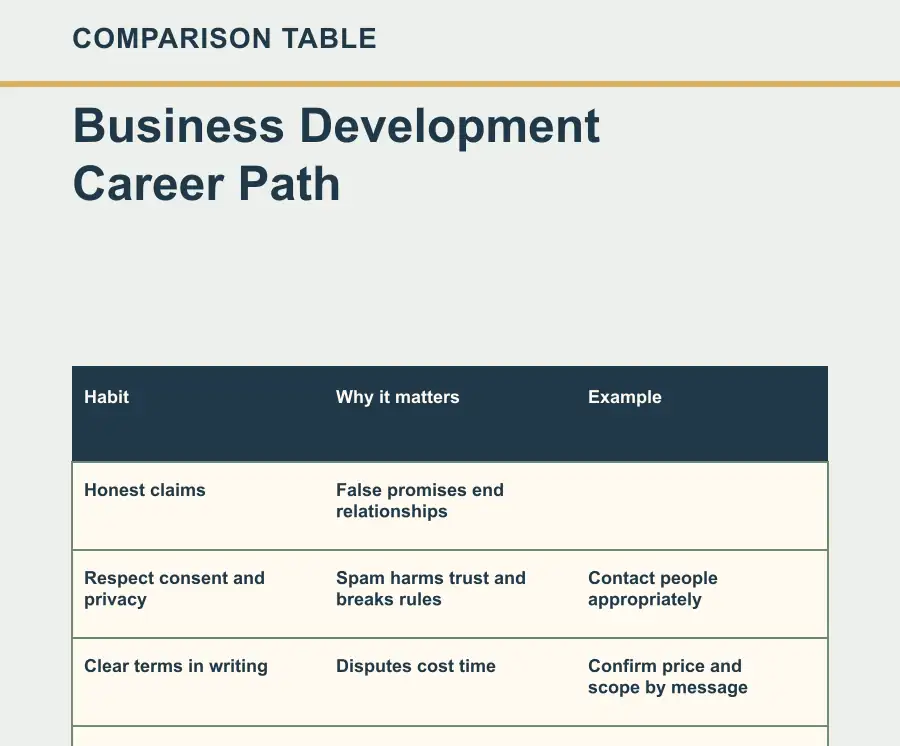 COMPARISON TABLE
Business Development
Career Path
Habit
Why it matters
Example
Honest claims
False promises end
relationships
Respect consent and
privacy
Spam harms trust and
breaks rules
Contact people
appropriately
Clear terms in writing
Disputes cost time
Confirm price and
scope by message